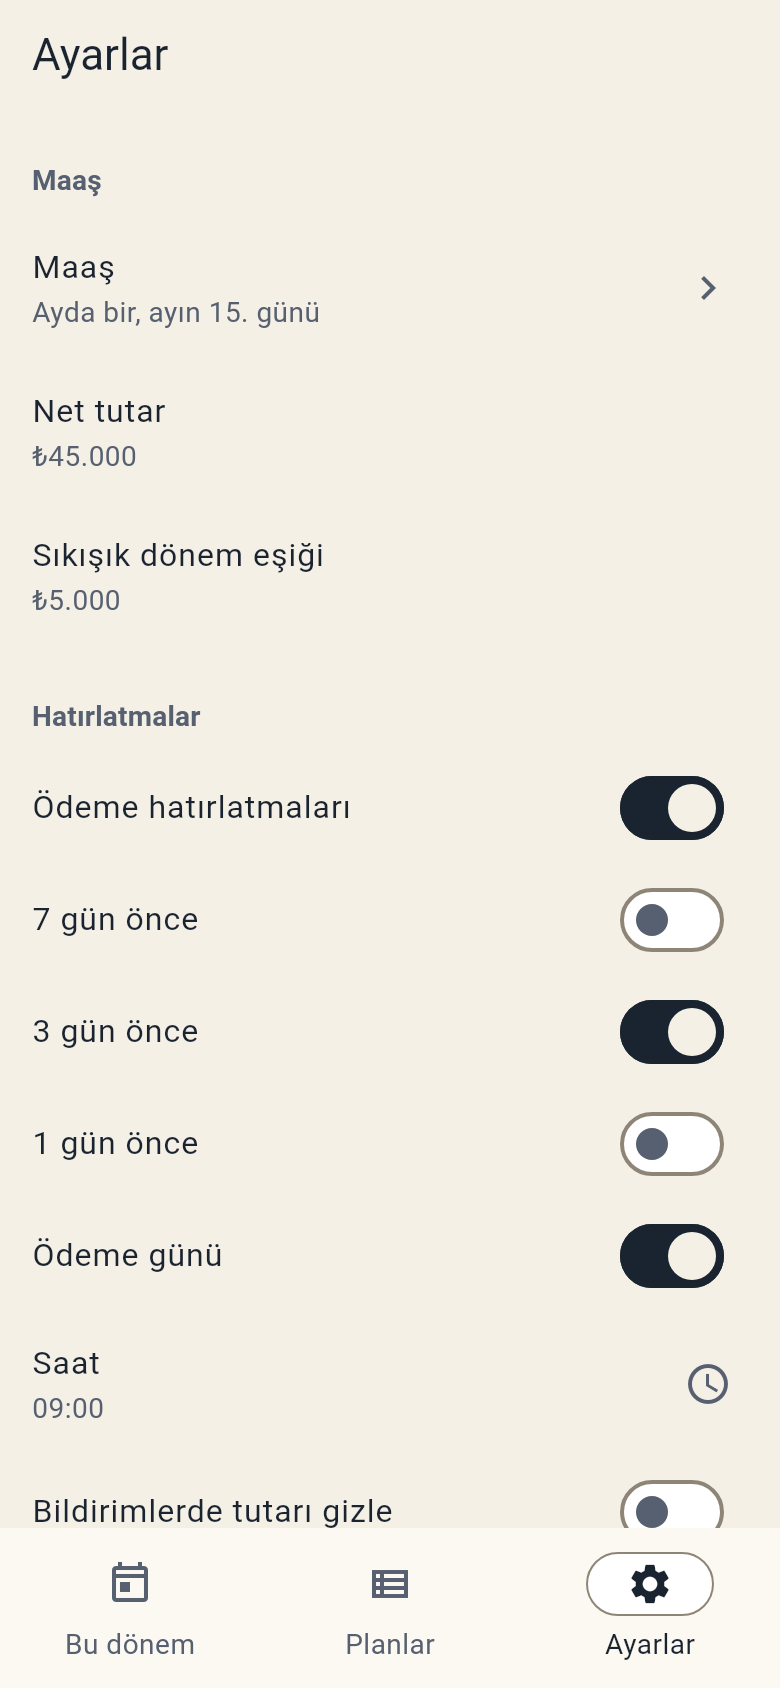 Ayarlar
Maaş
Maaş
Ayda bir, ayın 15. günü
Net tutar
₺45.000
Sıkışık dönem eşiği
₺5.000
Hatırlatmalar
Ödeme hatırlatmaları
7 gün önce
3 gün önce
1 gün önce
Ödeme günü
Saat
09:00
Bildirimlerde tutarı gizle
Bu dönem
Planlar
Ayarlar